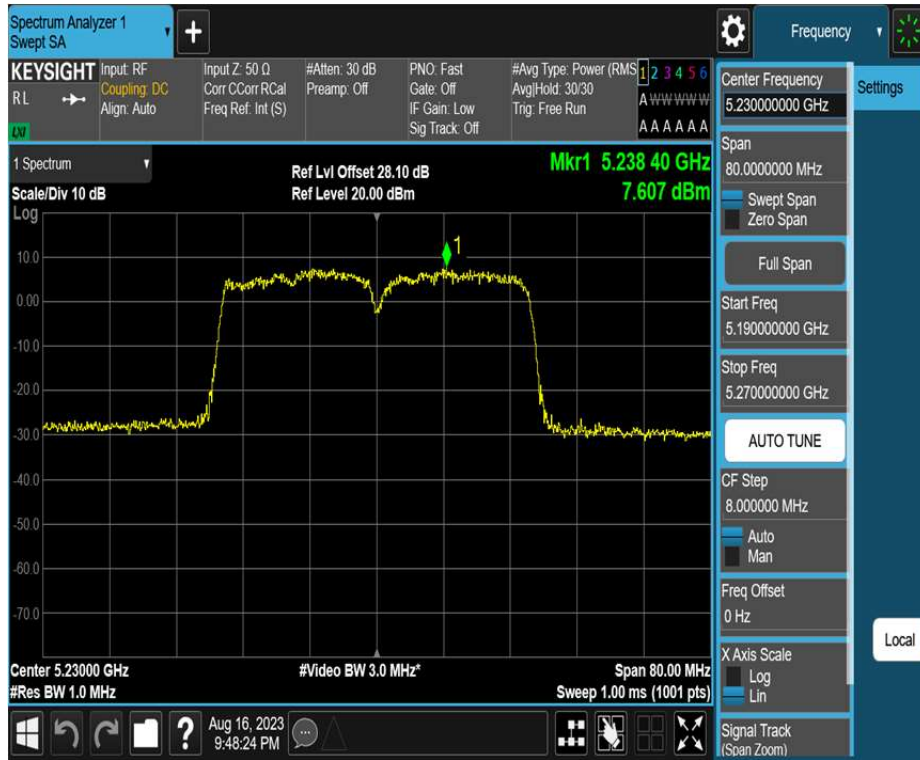 Spectrum Analyzer 1
Swept SA
+
Frequency
KEYSIGHT
RL
LXI
Input: RF
Coupling: DC
Align: Auto
Input Z: 50 Ω
Corr CCorr RCal
Freq Ref: Int (S)
#Atten: 30 dB
Preamp: Off
PNO: Fast
Gate: Off
IF Gain: Low
Sig Track: Off
#Avg Type: Power (RMS
Avg|Hold: 30/30
Trig: Free Run
1 2 3 4 5 6
A W W W W W
A A A A A A
1 Spectrum
Scale/Div 10 dB
Log
Ref Lvl Offset 28.10 dB
Ref Level 20.00 dBm
Mkr1 5.238 40 GHz
7.607 dBm
1
10.0
0.00
-10.0
-20.0
-30.0
-40.0
-50.0
-60.0
-70.0
Center 5.23000 GHz
#Res BW 1.0 MHz
#Video BW 3.0 MHz*
Span 80.00 MHz
Sweep 1.00 ms (1001 pts)
?
Aug 16, 2023
9:48:24 PM
Center Frequency
5.23000000 GHz
Span
80.0000000 MHz
Swept Span
Zero Span
Full Span
Start Freq
5.190000000 GHz
Stop Freq
5.270000000 GHz
AUTO TUNE
CF Step
8.000000 MHz
Auto
Man
Freq Offset
0 Hz
X Axis Scale
Log
Lin
Signal Track
(Span Zoom)
Settings
Local